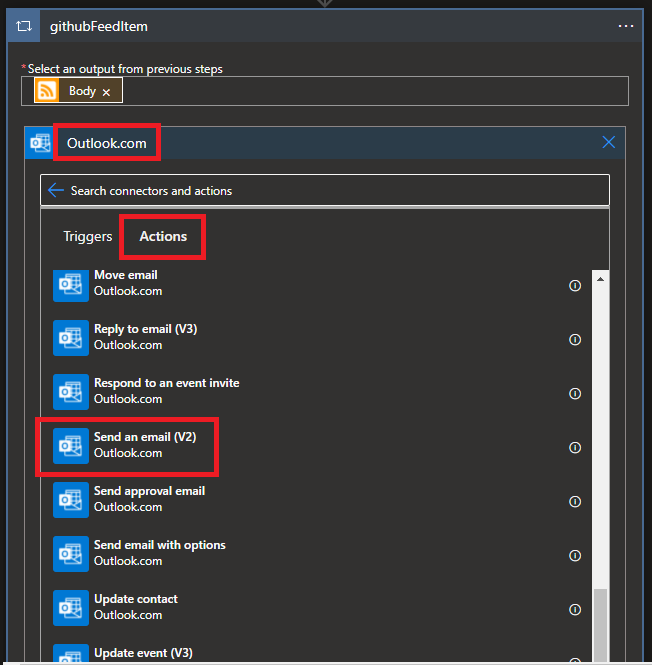 githubFeedItem
* Select an output from previous steps
Body
Outlook.com
Search connectors and actions
Triggers Actions
Move email
Outlook.com
Reply to email (V3)
Outlook.com
Respond to an event invite
Outlook.com
Send an email (V2)
Outlook.com
Send approval email
Outlook.com
Send email with options
Outlook.com
Update contact
Outlook.com
Update event (V3)